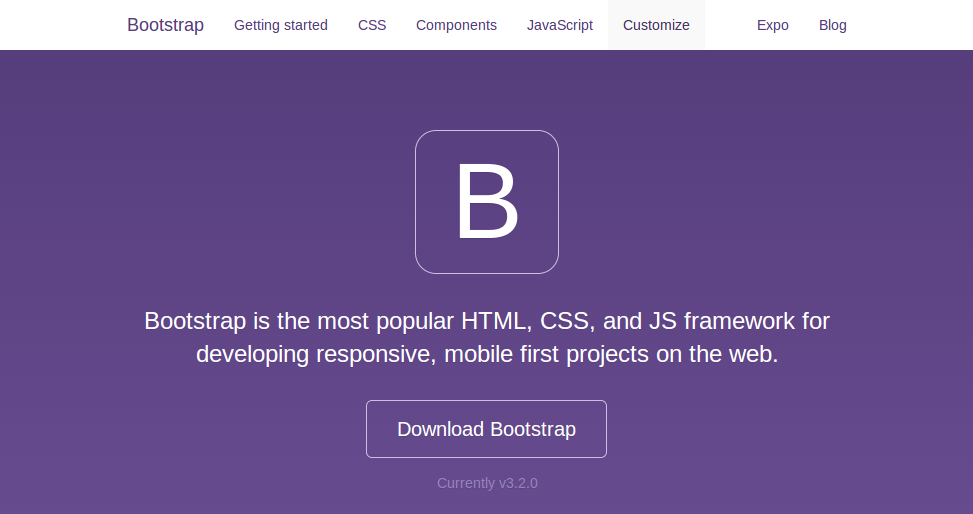 Bootstrap Getting started CSS Components JavaScript Customize Expo Blog
B
Bootstrap is the most popular HTML, CSS, and JS framework for
developing responsive, mobile first projects on the web.
Download Bootstrap
Currently v3.2.0